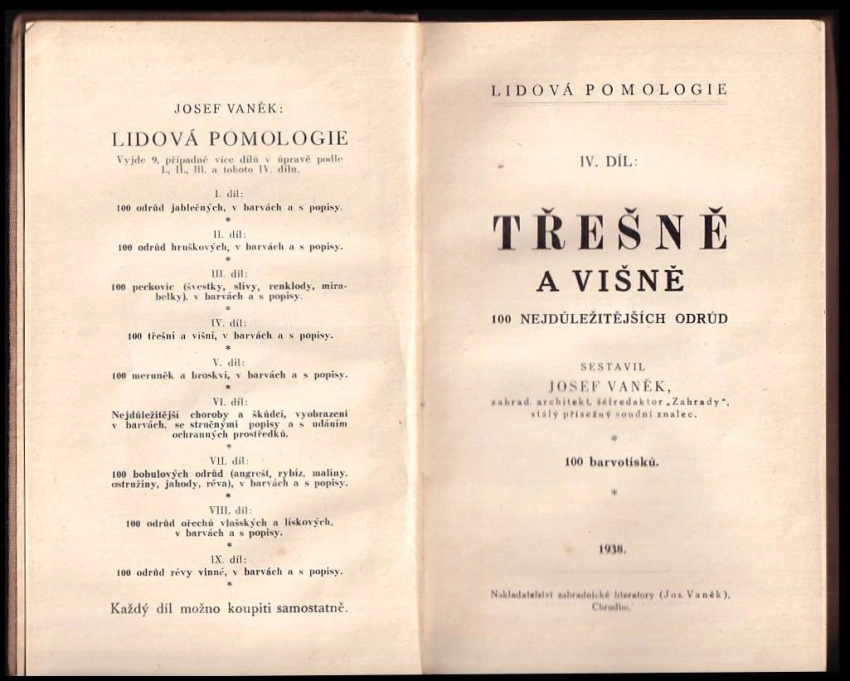 JOSEF VANĚK:
LIDOVÁ POMOLOGIE
Vyjde 9, případně více dílů v úpravě podle
I., II., III. a tohoto IV. dílu.
I. díl:
100 odrůd jablečných, v barvách a s popisy.
*
II. díl:
100 odrůd hruškových, v barvách a s popisy.
*
III. díl:
100 peckovic (švestky, slívy, renklody, mira-
belky), v barvách a s popisy.
*
IV. díl:
100 třešní a višní, v barvách a s popisy.
*
V. díl:
100 meruněk a broskví, v barvách a s popisy.
*
VI. díl:
Nejdůležitější choroby a škůdci, vyobrazení
v barvách, se stručnými popisy a s udáním
ochranných prostředků.
*
VII. díl:
100 bobulových odrůd (angrešt, rybíz, maliny,
ostružiny, jahody, réva), v barvách a s popisy.
*
VIII. díl:
100 odrůd ořechů vlašských a lískových,
v barvách a s popisy.
*
IX. díl:
100 odrůd révy vinné, v barvách a s popisy.
*
Každý díl možno koupiti samostatně.
LIDOVÁ POMOLOGIE
IV. DÍL:
TŘEŠNĚ
A VIŠNĚ
100 NEJDŮLEŽITĚJŠÍCH ODRŮD
SESTAVIL
JOSEF VANĚK,
zahrad. architekt, šéfredaktor „Zahrady“,
stálý přísežný soudní znalec.
*
100 barvotisků.
*
1938.
Nakladatelství zahradnické literatury (Jos. Vaněk),
Chrudim.